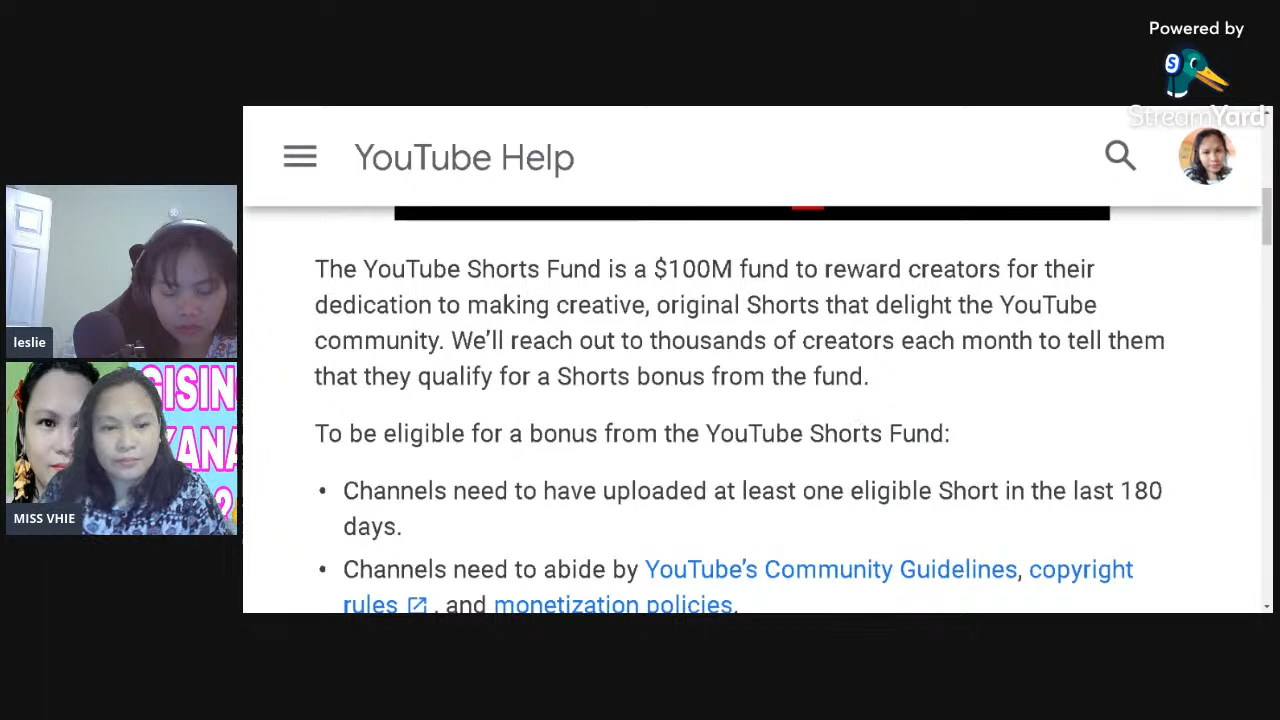 Powered by
S
StreamYard
YouTube Help
The YouTube Shorts Fund is a $100M fund to reward creators for their
dedication to making creative, original Shorts that delight the YouTube
community. We’ll reach out to thousands of creators each month to tell them
that they qualify for a Shorts bonus from the fund.
To be eligible for a bonus from the YouTube Shorts Fund:
• Channels need to have uploaded at least one eligible Short in the last 180
days.
• Channels need to abide by YouTube’s Community Guidelines, copyright
rules , and monetization policies.
leslie
GISIN
KANA
?
MISS VHIE